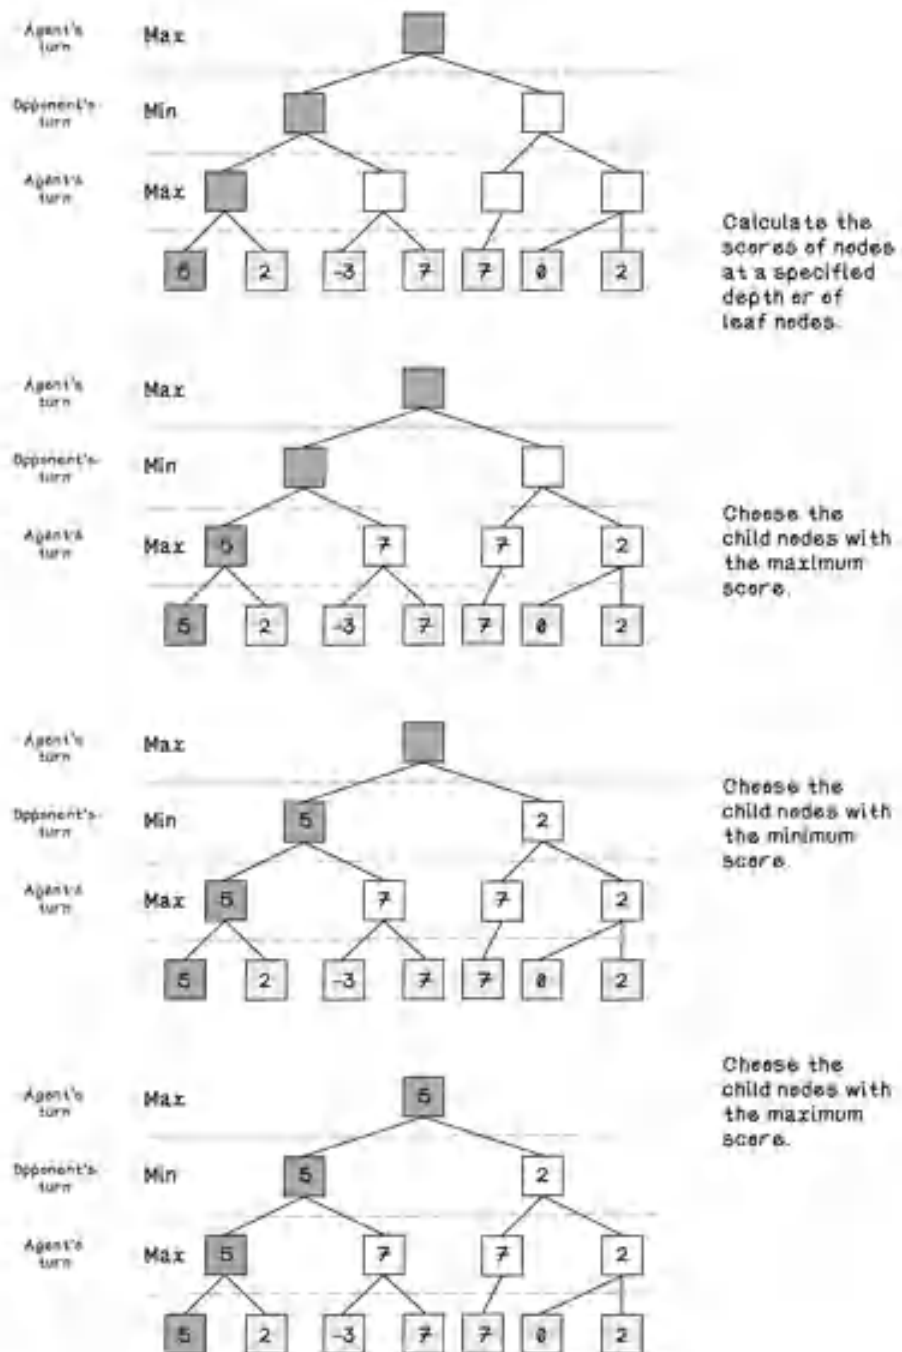 Agent's turn Max
Opponent's turn Min
Agent's turn Max
5 2 -3 7 7 0 2
Calculate the
scores of nodes
at a specified
depth or of
leaf nodes.
Agent's turn Max
Opponent's turn Min
Agent's turn Max 5 7 7 2
5 2 -3 7 7 0 2
Choose the
child nodes with
the maximum
score.
Agent's turn Max
Opponent's turn Min 5 2
Agent's turn Max 5 7 7 2
5 2 -3 7 7 0 2
Choose the
child nodes with
the minimum
score.
Agent's turn Max 5
Opponent's turn Min 5 2
Agent's turn Max 5 7 7 2
5 2 -3 7 7 0 2
Choose the
child nodes with
the maximum
score.